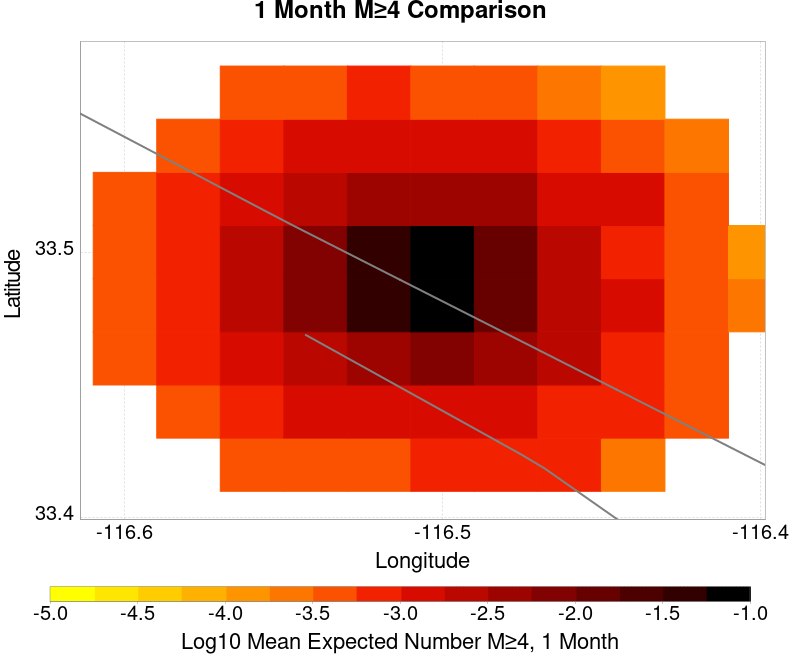 1 Month M≥4 Comparison
Latitude
33.5
33.4
-116.6 -116.5 -116.4
Longitude
-5.0 -4.5 -4.0 -3.5 -3.0 -2.5 -2.0 -1.5 -1.0
Log10 Mean Expected Number M≥4, 1 Month